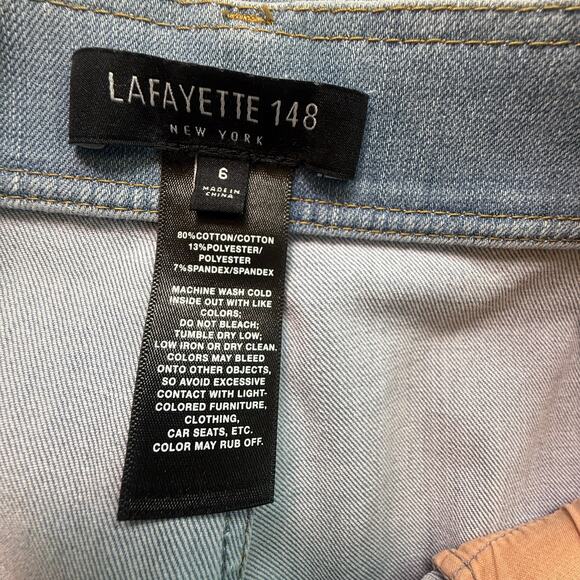 LAFAYETTE 148
NEW YORK
6
MADE IN
CHINA
80%COTTON/COTTON
13%POLYESTER/
POLYESTER
7%SPANDEX/SPANDEX
MACHINE WASH COLD
INSIDE OUT WITH LIKE
COLORS;
DO NOT BLEACH;
TUMBLE DRY LOW;
LOW IRON OR DRY CLEAN.
COLORS MAY BLEED
ONTO OTHER OBJECTS,
SO AVOID EXCESSIVE
CONTACT WITH LIGHT-
COLORED FURNITURE,
CLOTHING,
CAR SEATS, ETC.
COLOR MAY RUB OFF.